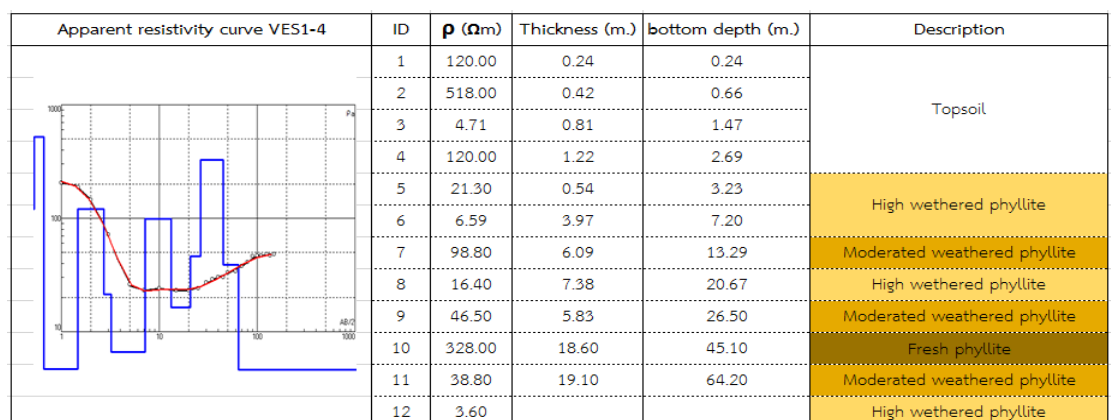 Apparent resistivity curve VES1-4 ID ρ (Ωm) Thickness (m.) bottom depth (m.) Description
1 120.00 0.24 0.24
2 518.00 0.42 0.66
Topsoil
3 4.71 0.81 1.47
4 120.00 1.22 2.69
5 21.30 0.54 3.23
High wethered phyllite
6 6.59 3.97 7.20
7 98.80 6.09 13.29 Moderated weathered phyllite
8 16.40 7.38 20.67 High wethered phyllite
9 46.50 5.83 26.50 Moderated weathered phyllite
10 328.00 18.60 45.10 Fresh phyllite
11 38.80 19.10 64.20 Moderated weathered phyllite
12 3.60 High wethered phyllite
1000
Pa
100
10
AB/2
1 10 100 1000